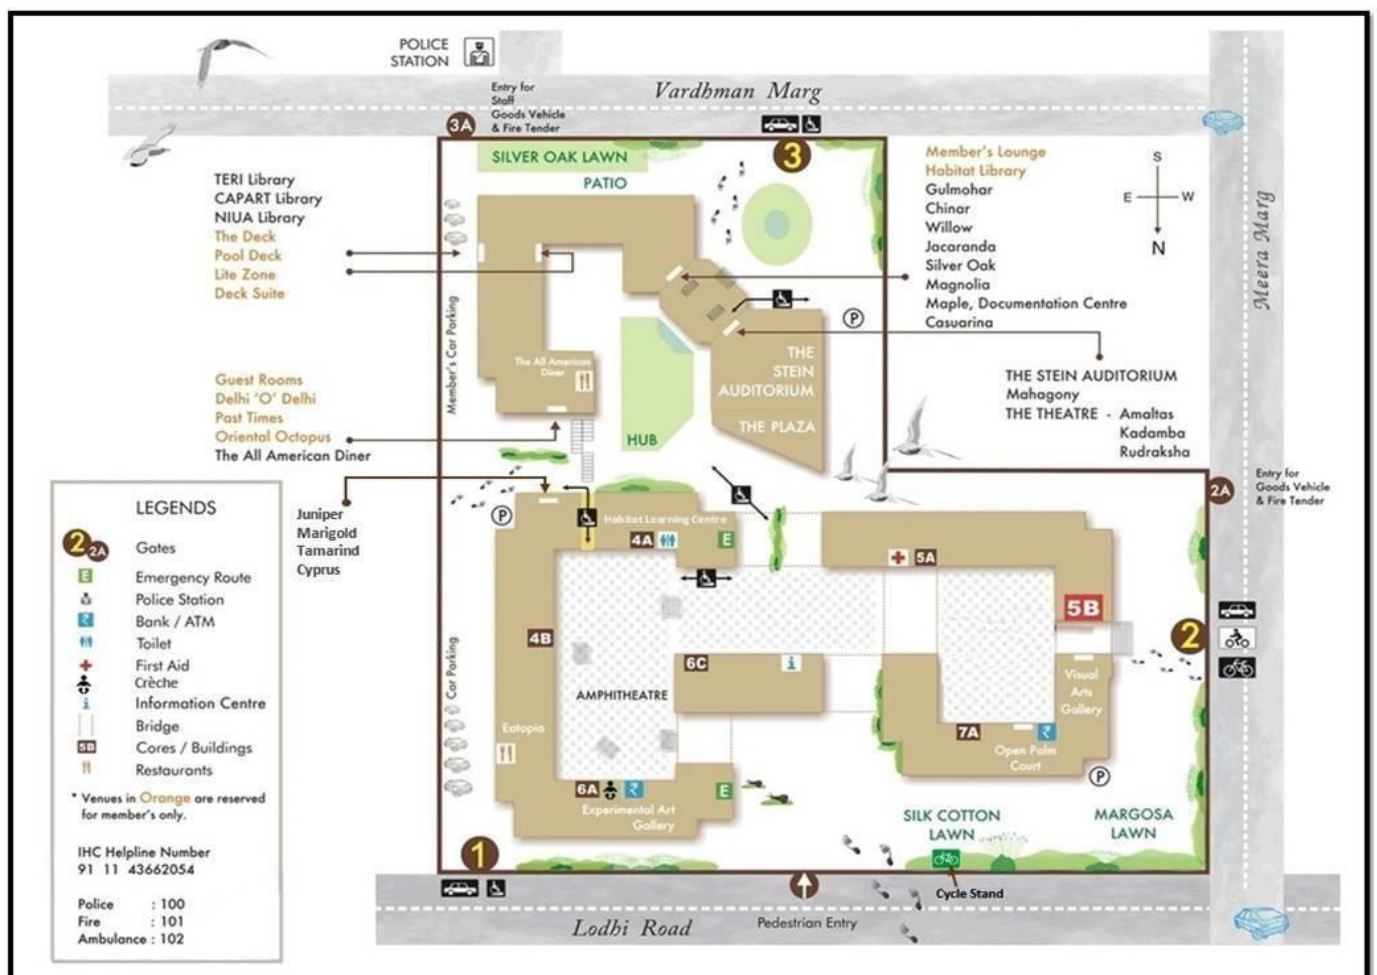 POLICE
STATION
Vardhman Marg
Entry for
Staff
Goods Vehicle
& Fire Tender
3A
3
SILVER OAK LAWN
PATIO
TERI Library
CAPART Library
NIUA Library
The Deck
Pool Deck
Lite Zone
Deck Suite
Member's Lounge
Habitat Library
Gulmohar
Chinar
Willow
Jacaranda
Silver Oak
Magnolia
Maple, Documentation Centre
Casuarina
S
E
W
N
Meera Marg
Member's Car Parking
P
The All American
Diner
THE
STEIN
AUDITORIUM
THE PLAZA
HUB
THE STEIN AUDITORIUM
Mahagony
THE THEATRE - Amaltas
Kadamba
Rudraksha
Guest Rooms
Delhi 'O' Delhi
Past Times
Oriental Octopus
The All American Diner
Entry for
Goods Vehicle
& Fire Tender
2A
Juniper
Marigold
Tamarind
Cyprus
P
Habitat Learning Centre
4A
E
5A
5B
4B
2
6C
i
Visual
Arts
Gallery
AMPHITHEATRE
Car Parking
Eatopia
7A
₹
Open Palm
Court
P
6A
₹
E
Experimental Art
Gallery
SILK COTTON
LAWN
MARGOSA
LAWN
1
Cycle Stand
Lodhi Road
Pedestrian Entry
LEGENDS
2
2A
Gates
E
Emergency Route
Police Station
₹
Bank / ATM
Toilet
First Aid
Crèche
i
Information Centre
Bridge
5B
Cores / Buildings
Restaurants
* Venues in Orange are reserved
for member's only.
IHC Helpline Number
91 11 43662054
Police : 100
Fire : 101
Ambulance : 102